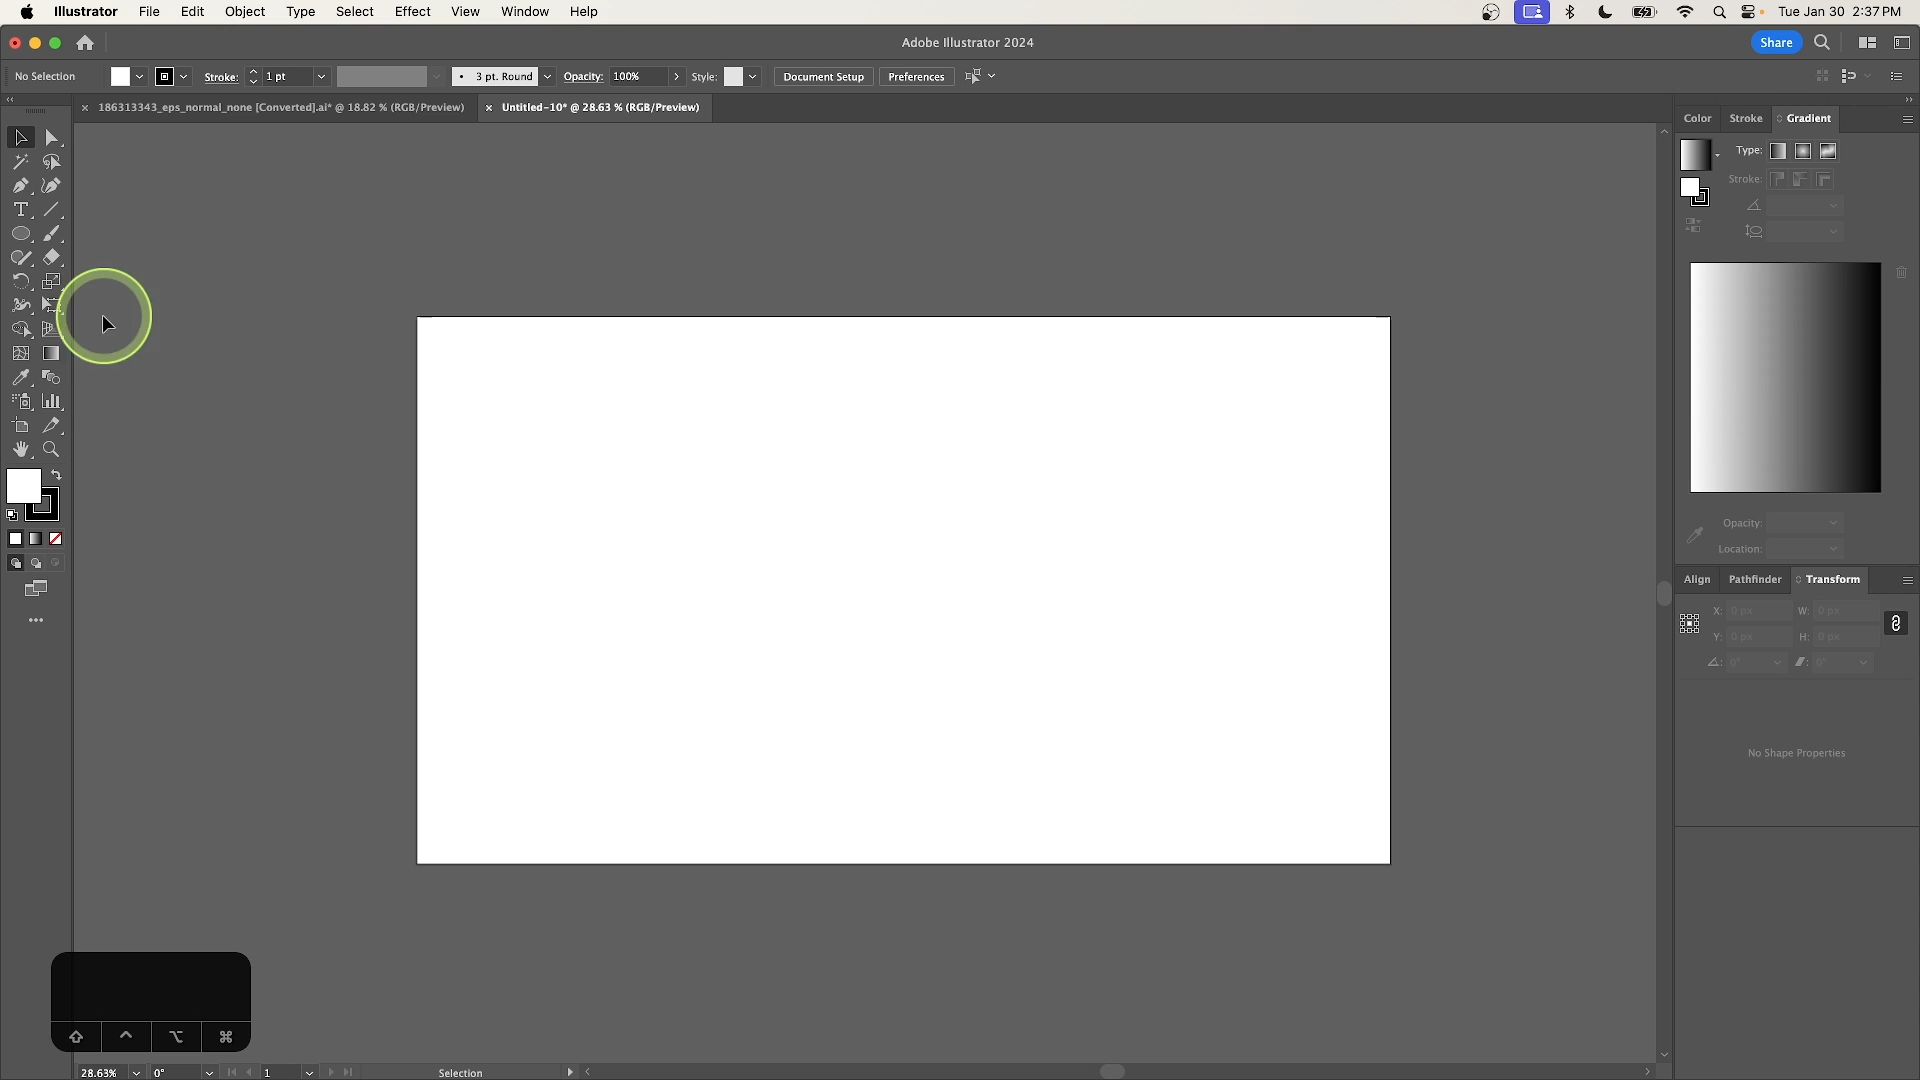 Illustrator File Edit Object Type Select Effect View Window Help Tue Jan 30 2:37 PM
Adobe Illustrator 2024 Share
No Selection Stroke: 1 pt 3 pt. Round Opacity: 100% Style: Document Setup Preferences
186313343_eps_normal_none [Converted].ai* @ 18.82 % (RGB/Preview) Untitled-10* @ 28.63 % (RGB/Preview)
Color Stroke Gradient
Type:
Stroke:
Opacity:
Location:
Align Pathfinder Transform
X: 0 px W: 0 px
Y: 0 px H: 0 px
0° 0°
No Shape Properties
28.63% 0° 1 Selection